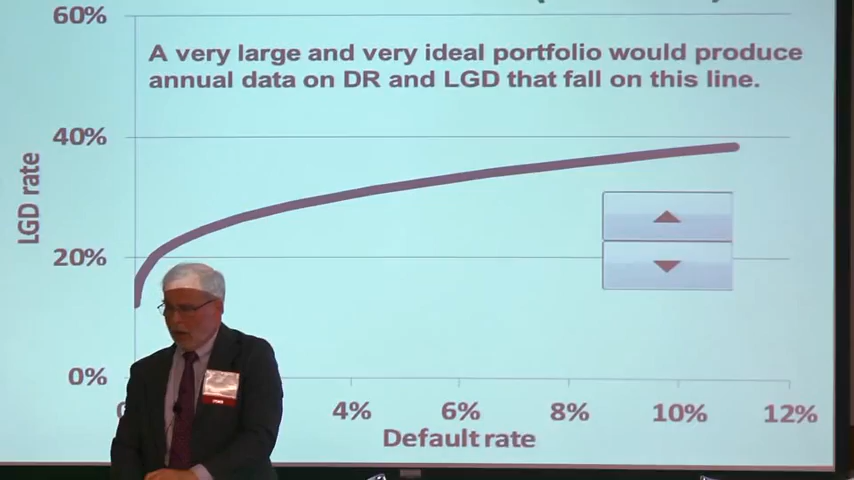 60%
A very large and very ideal portfolio would produce
annual data on DR and LGD that fall on this line.
40%
LGD rate
20%
0%
4%
6%
8%
10%
12%
Default rate